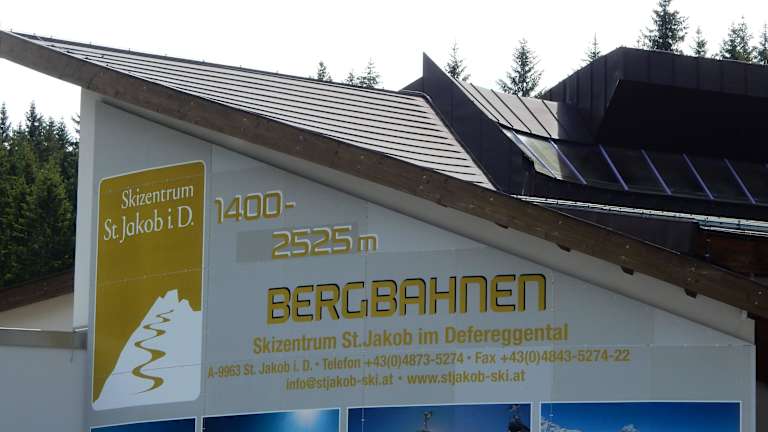 Skizentrum
St. Jakob i. D.
1400-
2525 m
BERGBAHNEN
Skizentrum St.Jakob im Defereggental
A-9963 St. Jakob i. D. • Telefon +43(0)4873-5274 • Fax +43(0)4843-5274-22
info@stjakob-ski.at • www.stjakob-ski.at